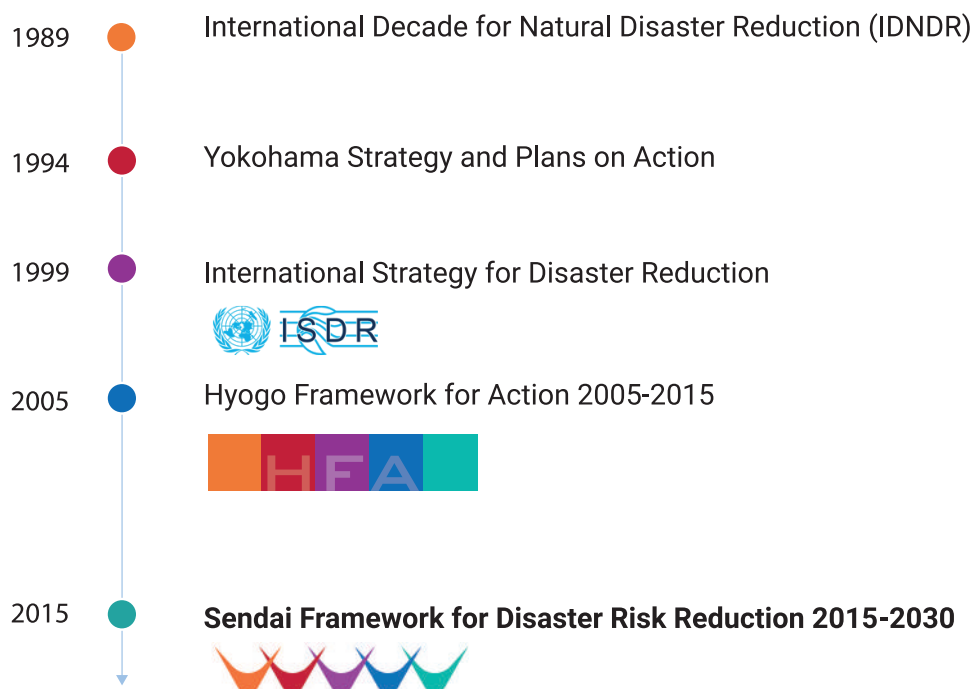 1989 International Decade for Natural Disaster Reduction (IDNDR)
1994 Yokohama Strategy and Plans on Action
1999 International Strategy for Disaster Reduction
ISDR
2005 Hyogo Framework for Action 2005-2015
HFA
2015 Sendai Framework for Disaster Risk Reduction 2015-2030